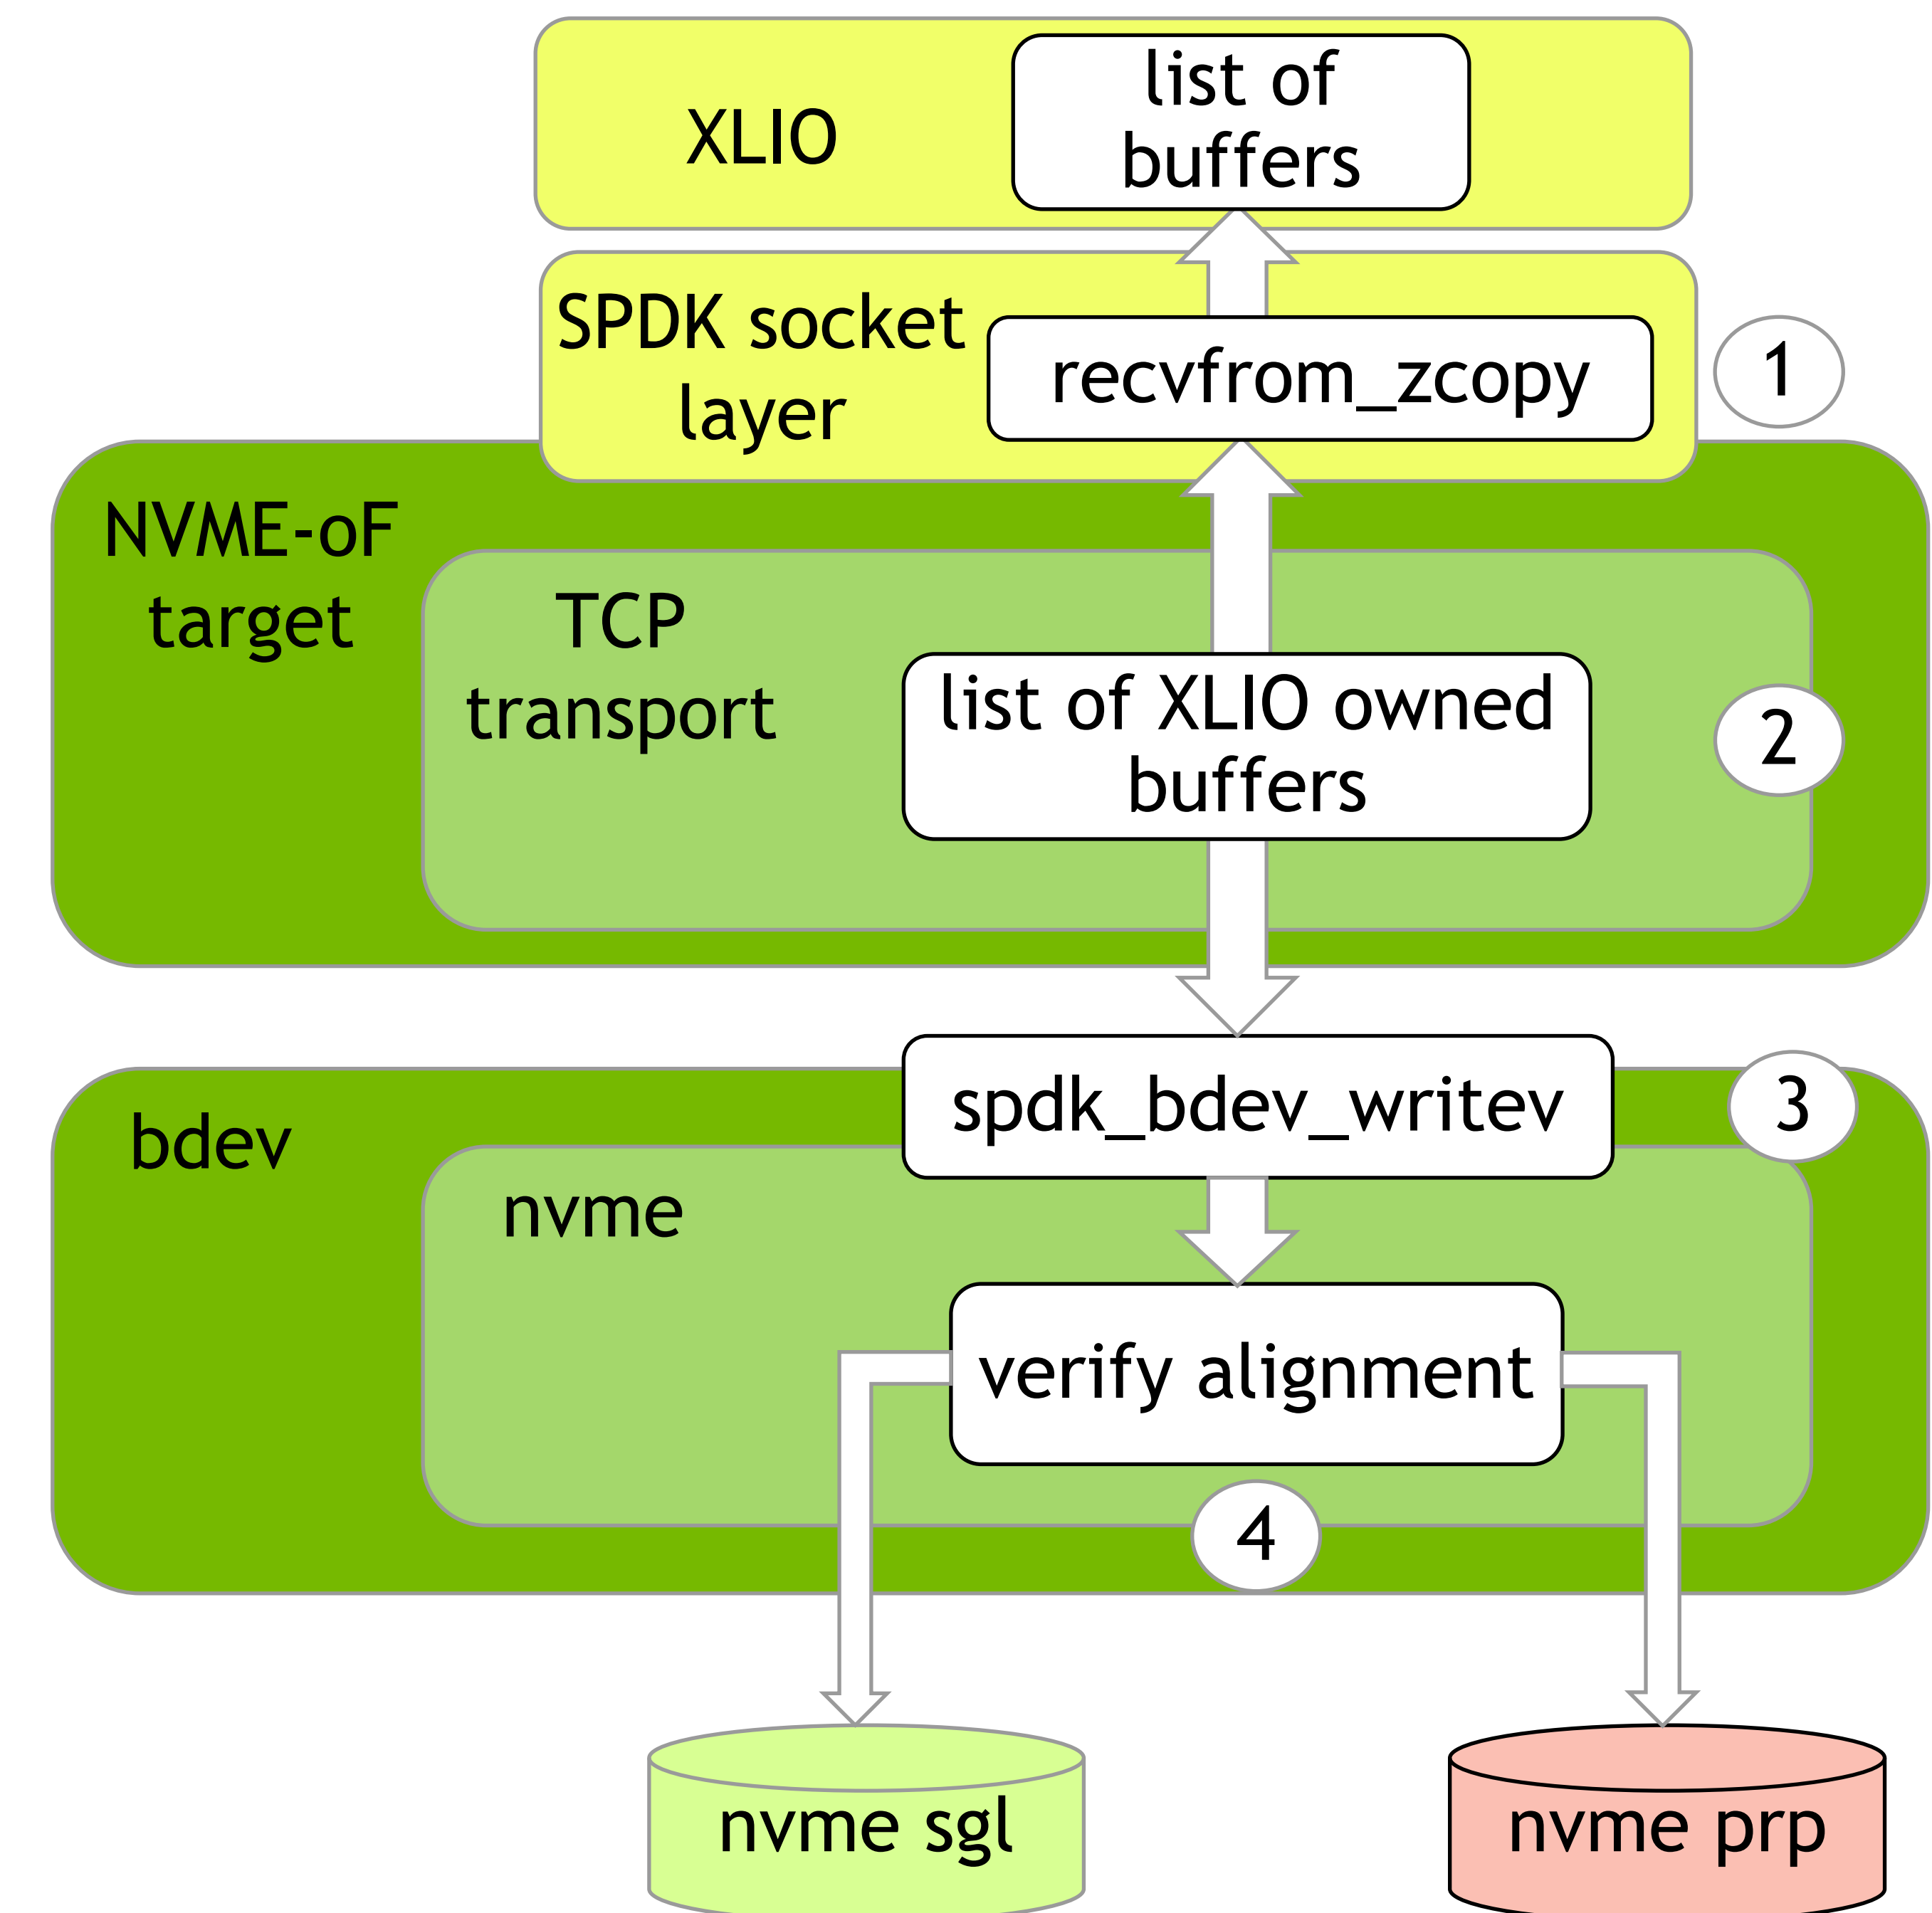 XLIO
list of
buffers
SPDK socket
layer
recvfrom_zcopy
1
NVME-oF
target
TCP
transport
list of XLIO owned
buffers
2
spdk_bdev_writev
3
bdev
nvme
verify alignment
4
nvme sgl
nvme prp